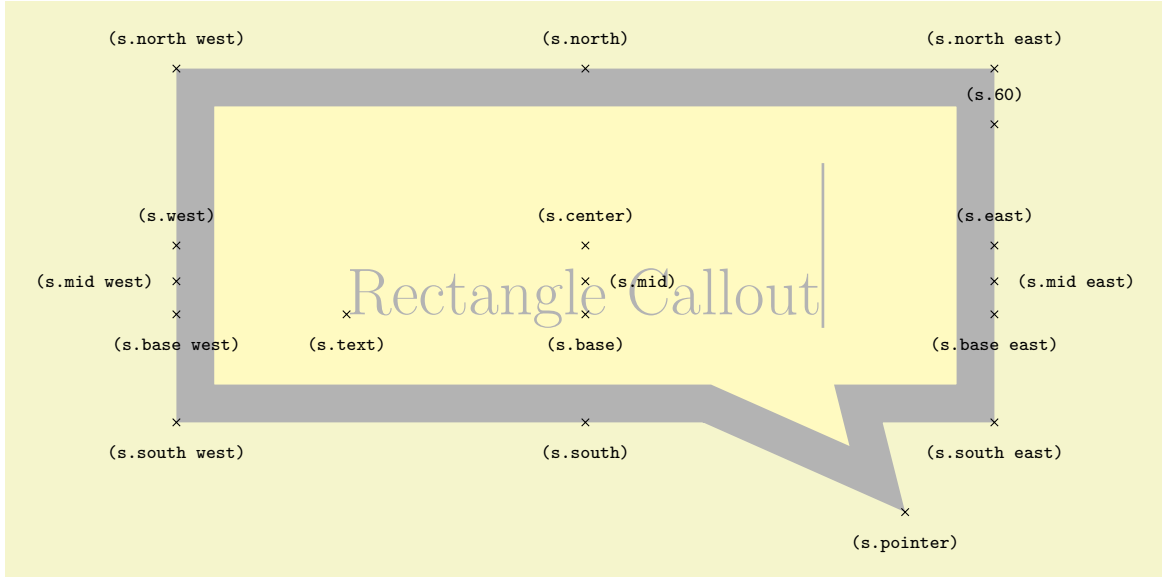 (s.north west) (s.north) (s.north east)
(s.60)
(s.west) (s.center) (s.east)
(s.mid west) (s.mid) (s.mid east)
Rectangle Callout
(s.base west) (s.text) (s.base) (s.base east)
(s.south west) (s.south) (s.south east)
(s.pointer)